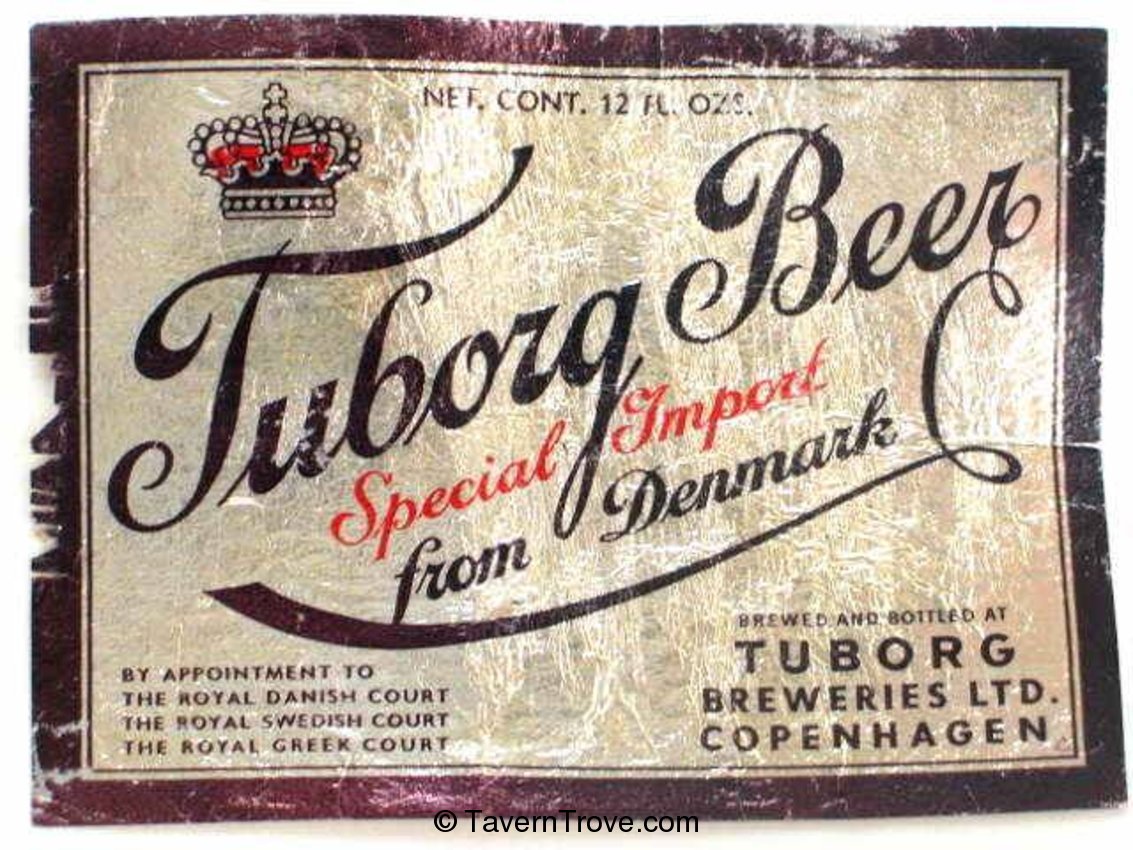 NET. CONT. 12 FL. OZS.
Tuborg Beer
Special Import
from Denmark
BREWED AND BOTTLED AT
TUBORG
BREWERIES LTD.
COPENHAGEN
BY APPOINTMENT TO
THE ROYAL DANISH COURT
THE ROYAL SWEDISH COURT
THE ROYAL GREEK COURT
© TavernTrove.com